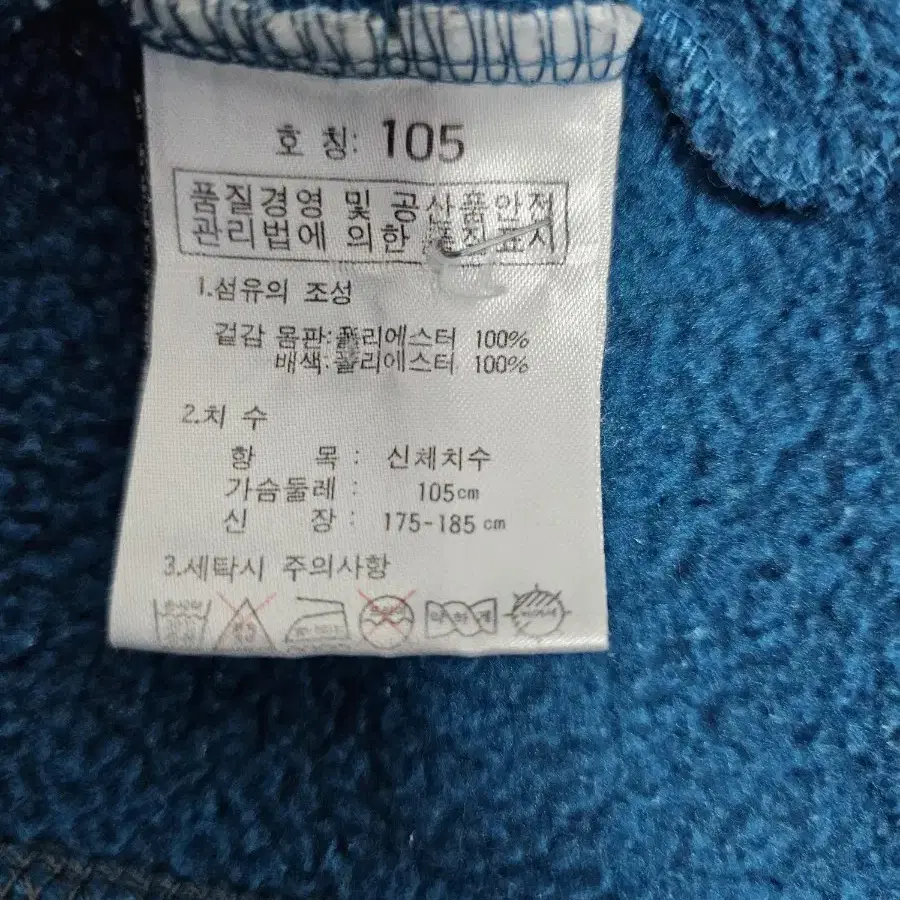 호 칭: 105
품질경영 및 공산품안전
관리법에 의한 품질표시
1.섬유의 조성
겉감 몸판:폴리에스터 100%
배색:폴리에스터 100%
2.치 수
항 목 : 신체치수
가슴둘레 : 105cm
신 장 : 175-185 cm
3.세탁시 주의사항
약하게